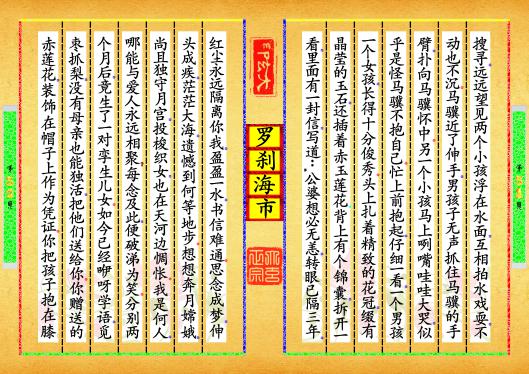 搜寻远远望见两个小孩浮在水面互相拍水戏耍不
动也不沉马骥近了伸手男孩子无声抓住马骥的手
臂扑向马骥怀中另一个小孩马上咧嘴哇哇大哭似
乎是怪马骥不抱自己忙上前抱起仔细一看一个男孩
一个女孩长得十分俊秀头上扎着精致的花冠缀有
晶莹的玉石还插着赤玉莲花背上有个锦囊拆开一
看里面有一封信写道：公婆想必无恙转眼已隔三年
罗刹海市
红尘永远隔离你我盈盈一水书信难通思念成梦伸
头成疾茫茫大海遗憾到何等地步想想奔月嫦娥
尚且独守月宫投梭织女也在天河边惆怅我是何人
哪能与爱人永远相聚每念及此便破涕为笑分别两
个月后竟生了一对孪生儿女如今已经咿呀学语觅
枣抓梨没有母亲也能独活把他们送给你你赠送的
赤莲花装饰在帽子上作为凭证你把孩子抱在膝